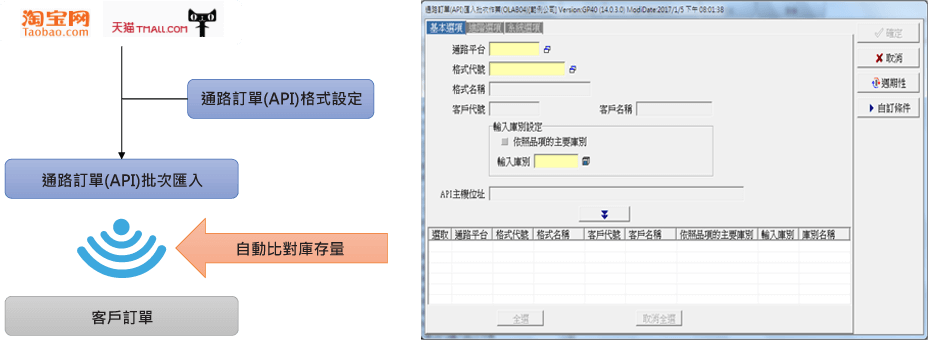 淘宝网
Taobao.com
天猫 TMALL.COM
通路訂單(API)格式設定
通路訂單(API)批次匯入
自動比對庫存量
客戶訂單
通路訂單(API)匯入批次作業(OLAB04)[範例公司] Version:GP40 (14.0.3.0) ModiDate:2017/1/5 下午 08:01:38
基本選項 進階選項 系統選項
通路平台
格式代號
格式名稱
客戶代號 客戶名稱
輸入庫別設定
依照品項的主要庫別
輸入庫別
API主機位址
選取 通路平台 格式代號 格式名稱 客戶代號 客戶名稱 依照品項的主要庫別 輸入庫別 庫別名稱
全選 取消全選
確定
取消
週期性
自訂條件